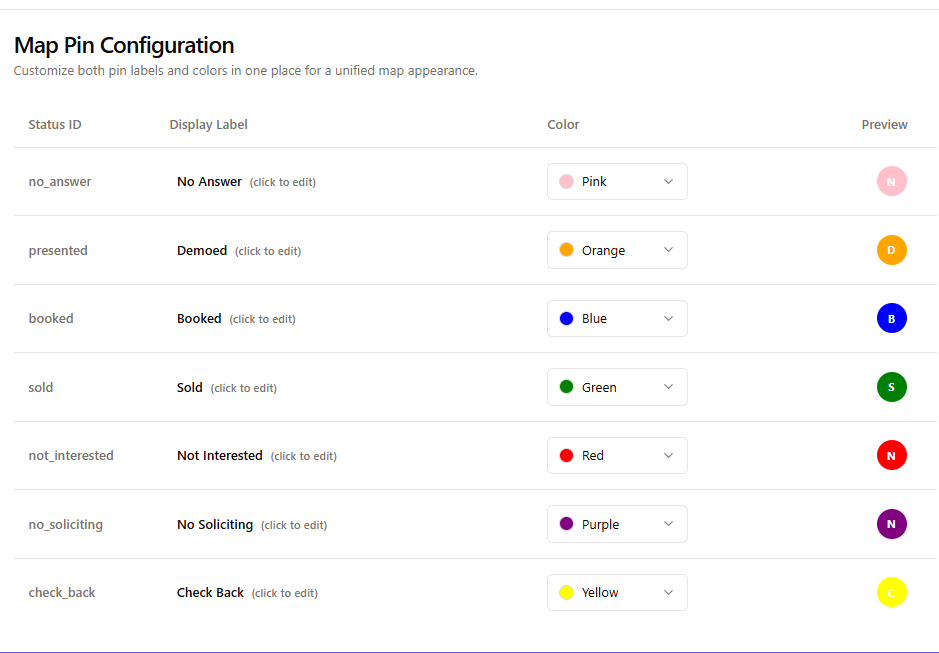 Map Pin Configuration
Customize both pin labels and colors in one place for a unified map appearance.
Status ID Display Label Color Preview
no_answer No Answer (click to edit) Pink N
presented Demoed (click to edit) Orange D
booked Booked (click to edit) Blue B
sold Sold (click to edit) Green S
not_interested Not Interested (click to edit) Red N
no_soliciting No Soliciting (click to edit) Purple N
check_back Check Back (click to edit) Yellow C